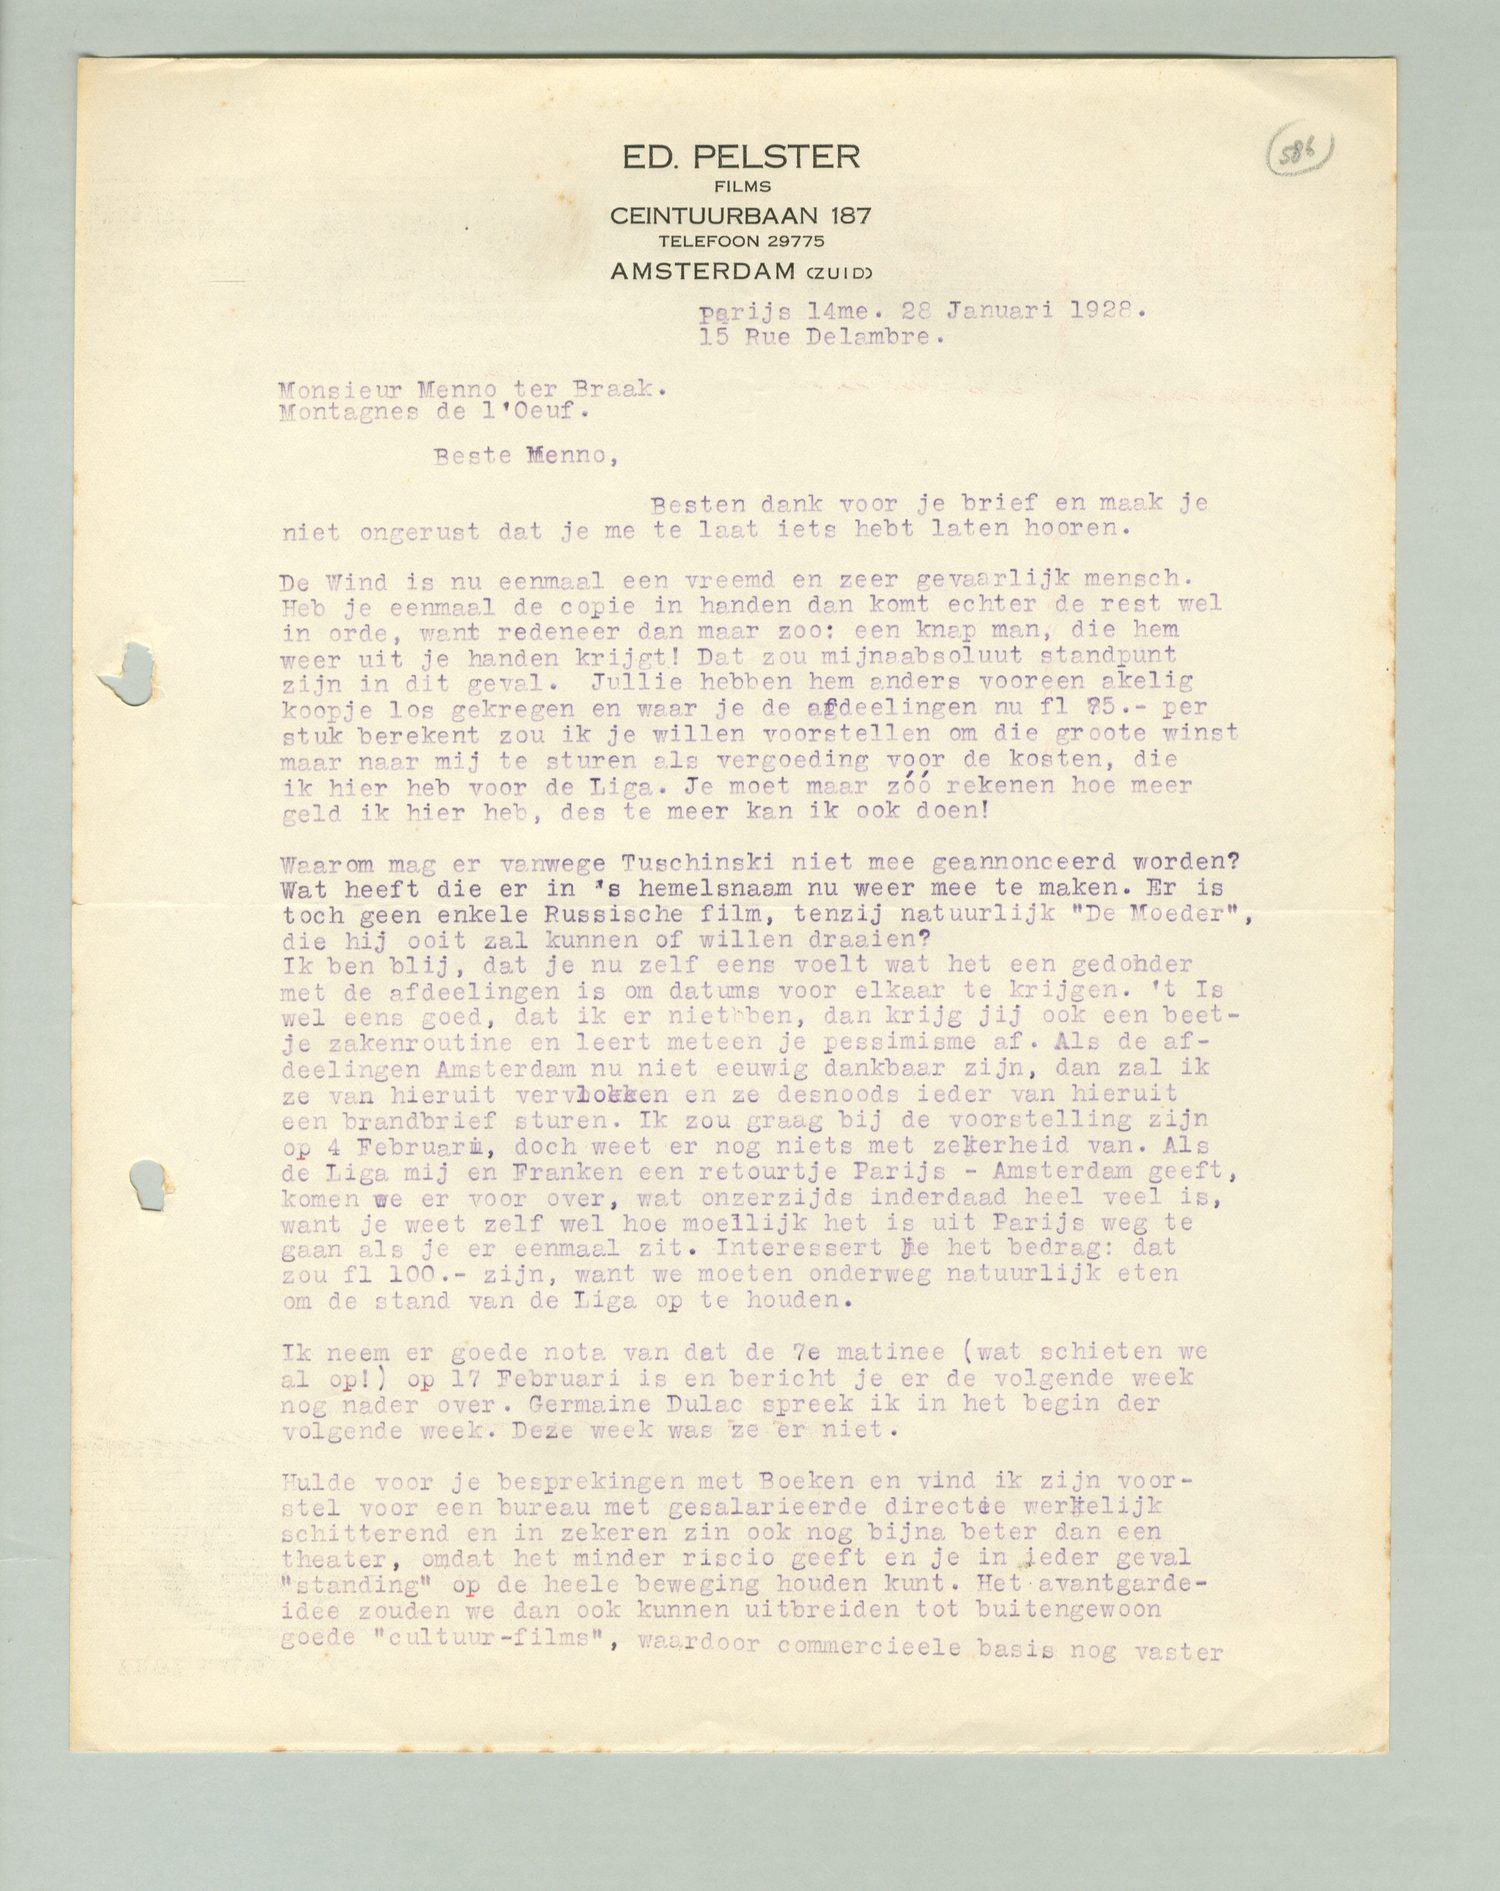 586
ED. PELSTER
FILMS
CEINTUURBAAN 187
TELEFOON 29775
AMSTERDAM (ZUID)
Parijs 14me. 28 Januari 1928.
15 Rue Delambre.
Monsieur Menno ter Braak.
Montagnes de l'Oeuf.
Beste Menno,
Besten dank voor je brief en maak je
niet ongerust dat je me te laat iets hebt laten hooren.
De Wind is nu eenmaal een vreemd en zeer gevaarlijk mensch.
Heb je eenmaal de copie in handen dan komt echter de rest wel
in orde, want redeneer dan maar zoo: een knap man, die hem
weer uit je handen krijgt! Dat zou mijnaabsoluut standpunt
zijn in dit geval. Jullie hebben hem anders vooreen akelig
koopje los gekregen en waar je de afdeelingen nu fl 75.- per
stuk berekent zou ik je willen voorstellen om die groote winst
maar naar mij te sturen als vergoeding vóór de kosten, die
ik hier heb voor de Liga. Je moet maar zóó rekenen hoe meer
geld ik hier heb, des te meer kan ik ook doen!
Waarom mag er vanwege Tuschinski niet mee geannonceerd worden?
Wat heeft die er in 's hemelsnaam nu weer mee te maken. Er is
toch geen enkele Russische film, tenzij natuurlijk "De Moeder",
die hij ooit zal kunnen of willen draaien?
Ik ben blij, dat je nu zelf eens voelt wat het een gedonder
met de afdeelingen is om datums voor elkaar te krijgen. 't Is
wel eens goed, dat ik er niet ben, dan krijg jij ook een beet-
je zakenroutine en leert meteen je pessimisme af. Als de af-
deelingen Amsterdam nu niet eeuwig dankbaar zijn, dan zal ik
ze van hieruit vervloeken en ze desnoods ieder van hieruit
een brandbrief sturen. Ik zou graag bij de voorstelling zijn
op 4 Februari, doch weet er nog niets met zekerheid van. Als
de Liga mij en Franken een retourtje Parijs - Amsterdam geeft,
komen we er voor over, wat onzerzijds inderdaad heel veel is,
want je weet zelf wel hoe moeilijk het is uit Parijs weg te
gaan als je er eenmaal zit. Interessert je het bedrag: dat
zou fl 100.- zijn, want we moeten onderweg natuurlijk eten
om de stand van de Liga op te houden.
Ik neem er goede nota van dat de 7e matinee (wat schieten we
al op!) op 17 Februari is en bericht je er de volgende week
nog nader over. Germaine Dulac spreek ik in het begin der
volgende week. Deze week was ze er niet.
Hulde voor je besprekingen met Boeken en vind ik zijn voor-
stel voor een bureau met gesalarieerde directie werkelijk
schitterend en in zekeren zin ook nog bijna beter dan een
theater, omdat het minder riscio geeft en je in ieder geval
"standing" op de heele beweging houden kunt. Het avantgarde-
idee zouden we dan ook kunnen uitbreiden tot buitengewoon
goede "cultuur-films", waardoor commercieele basis nog vaster